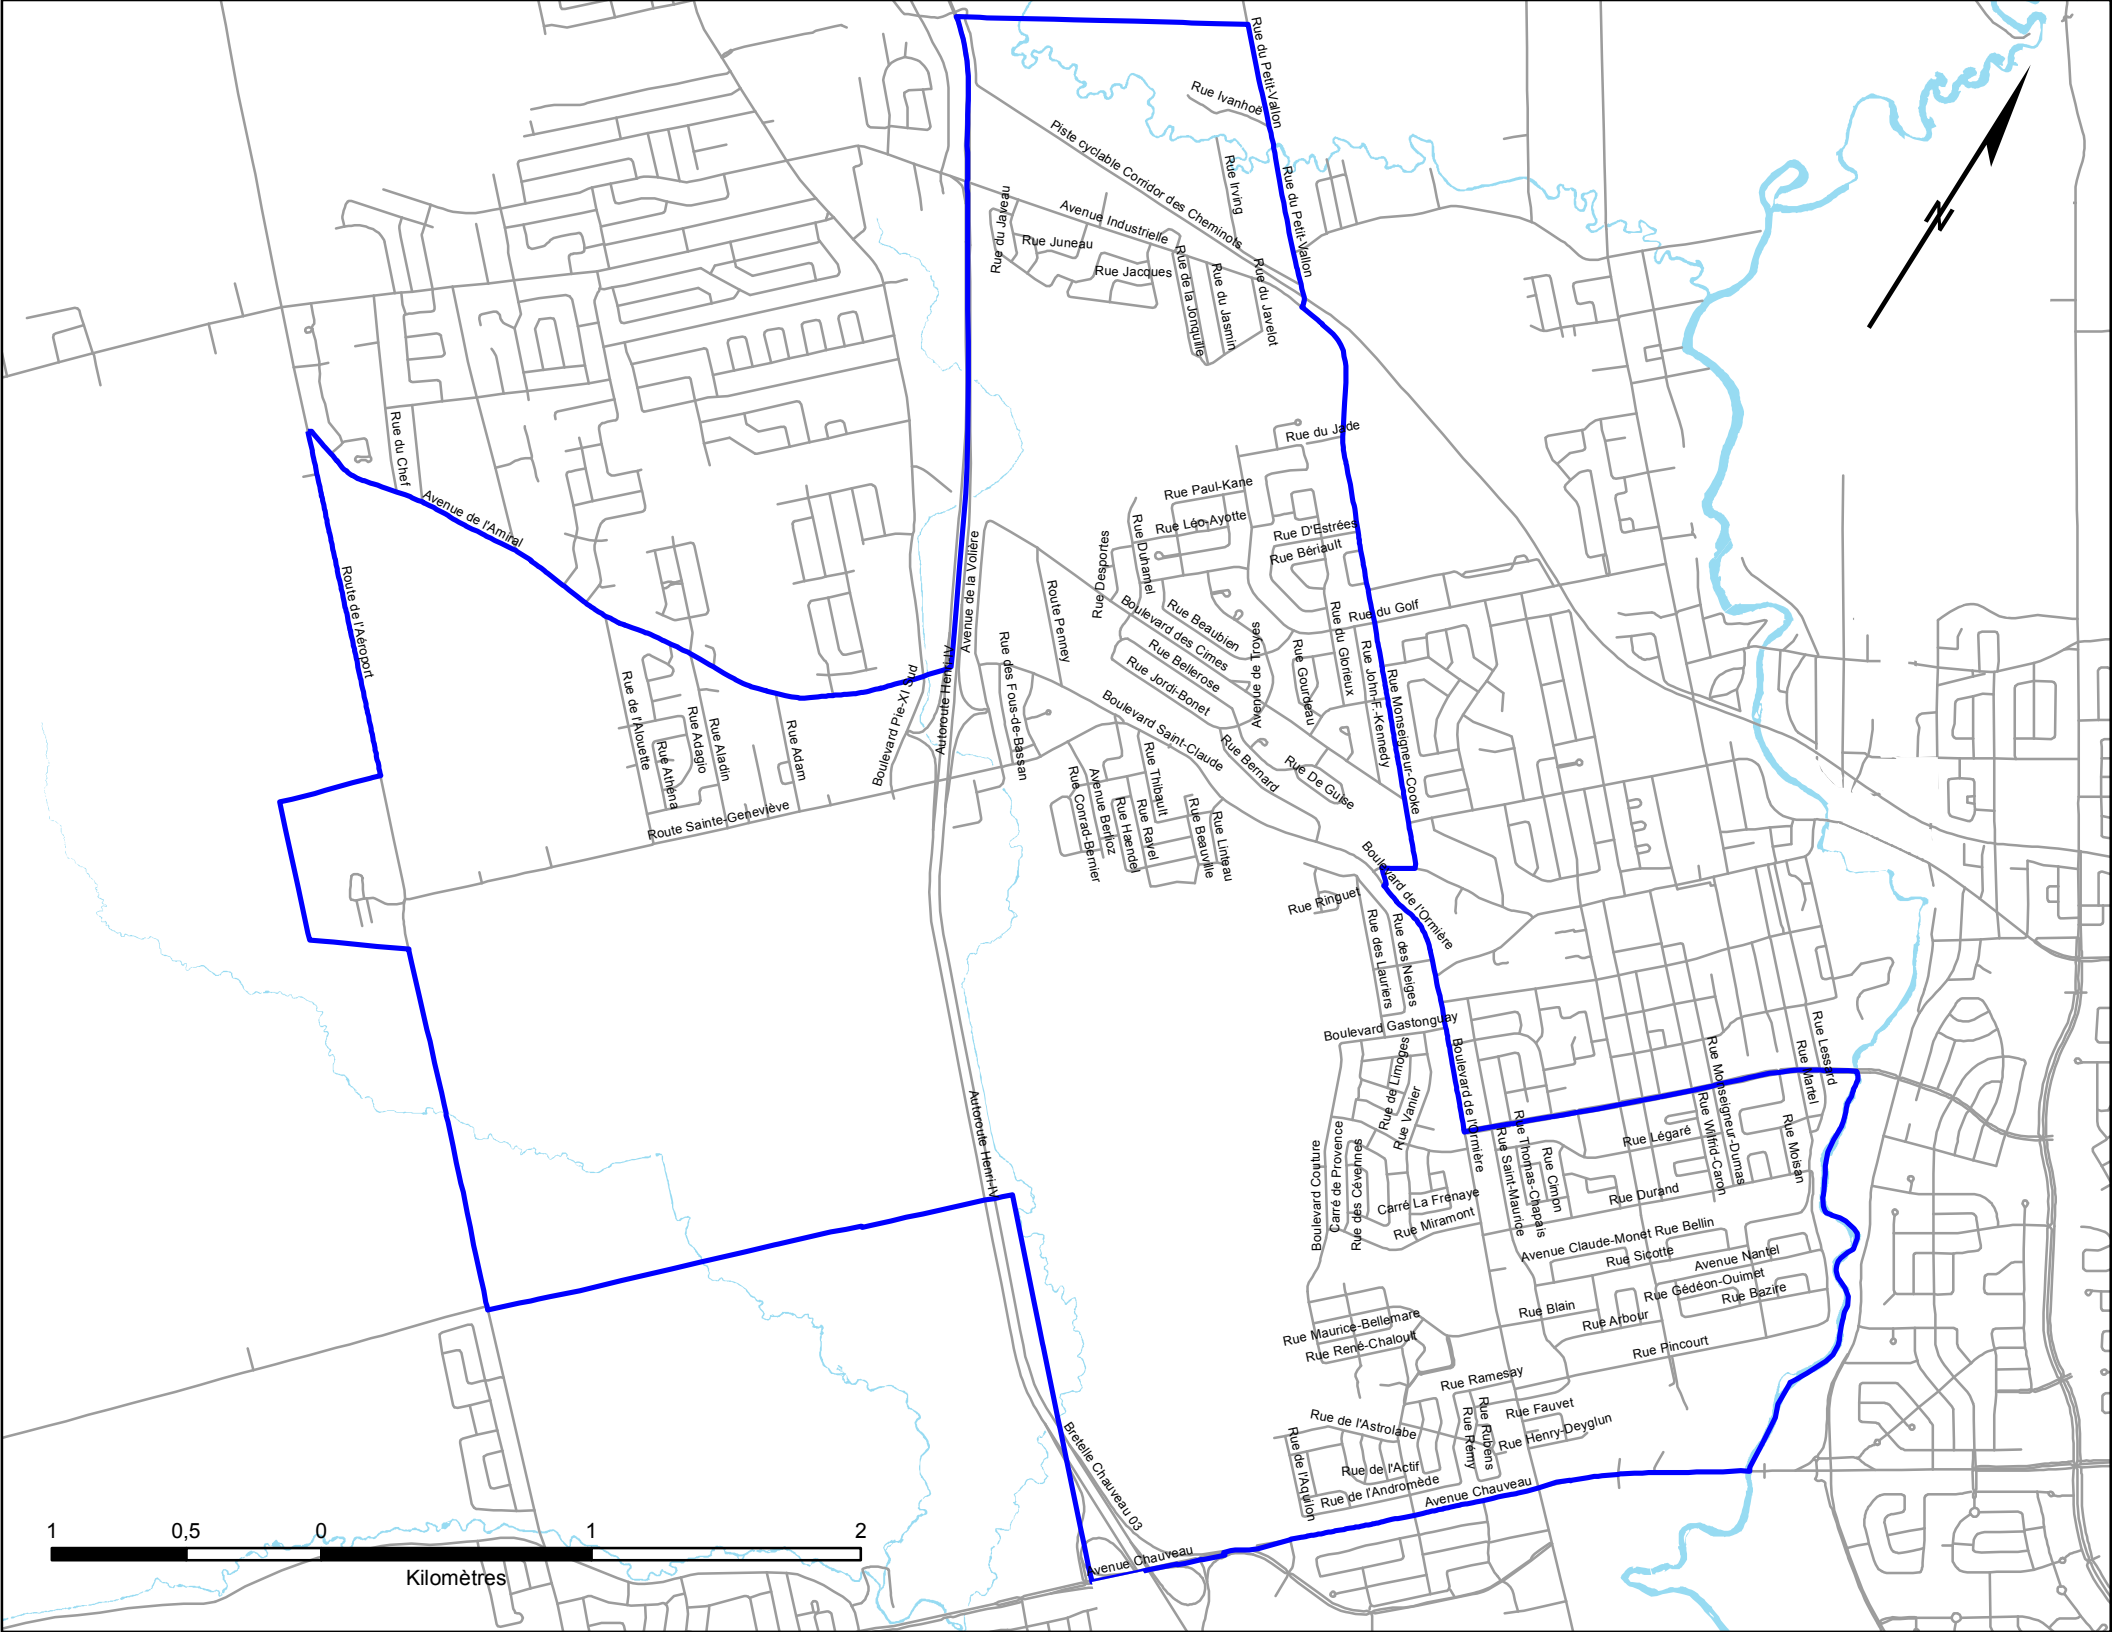 Rue du Petit-Vallon
Rue Ivanhoë
Piste cyclable Corridor des Cheminots
Rue Irving
Rue du Petit-Vallon
Rue du Javeau
Avenue Industrielle
Rue Juneau
Rue Jacques
Rue de la Jonquille
Rue du Jasmin
Rue du Javelot
N
Rue du Chef
Avenue de l'Amiral
Rue du Jade
Rue Paul-Kane
Rue Léo-Ayotte
Rue D'Estrées
Rue Bériault
Rue Duhamel
Rue Desportes
Route de l'Aéroport
Avenue de la Volière
Route Penney
Boulevard des Cimes
Rue Beaubien
Rue Bellerose
Rue Jordi-Bonet
Avenue de Troyes
Rue Gourdeau
Rue du Glorieux
Rue du Golf
Rue John-F.-Kennedy
Rue Monseigneur-Cooke
Rue des Fous-de-Bassan
Autoroute Henri-IV
Boulevard Pie-XI Sud
Rue de l'Alouette
Rue Athéna
Rue Adagio
Rue Aladin
Rue Adam
Route Sainte-Geneviève
Boulevard Saint-Claude
Rue Bernard
Rue De Guise
Rue Conrad-Bernier
Avenue Berlioz
Rue Haendel
Rue Ravel
Rue Thibault
Rue Beauville
Rue Linteau
Boulevard de l'Ormière
Rue Ringuet
Rue des Lauriers
Rue des Neiges
Boulevard Gastonguay
Rue de Limoges
Rue Vanier
Boulevard de l'Ormière
Rue Lessard
Rue Martel
Rue Monseigneur-Dumas
Rue Wilfrid-Caron
Rue Moisan
Rue Légaré
Rue Thomas-Chapais
Rue Saint-Maurice
Rue Cimon
Rue Durand
Autoroute Henri-IV
Boulevard Couture
Carré de Provence
Rue des Cévennes
Carré La Frenaye
Rue Miramont
Avenue Claude-Monet
Rue Bellin
Rue Sicotte
Avenue Nantel
Rue Gédéon-Ouimet
Rue Bazire
Rue Blain
Rue Arbour
Rue Pincourt
Rue Maurice-Bellemare
Rue René-Chaloult
Rue Ramesay
Rue Fauvet
Rue Henry-Deyglun
Rue Rubens
Rue Rémy
Rue de l'Astrolabe
Rue de l'Actif
Rue de l'Andromède
Rue de l'Aquilon
Avenue Chauveau
Bretelle Chauveau 03
Avenue Chauveau
1 0,5 0 1 2
Kilomètres